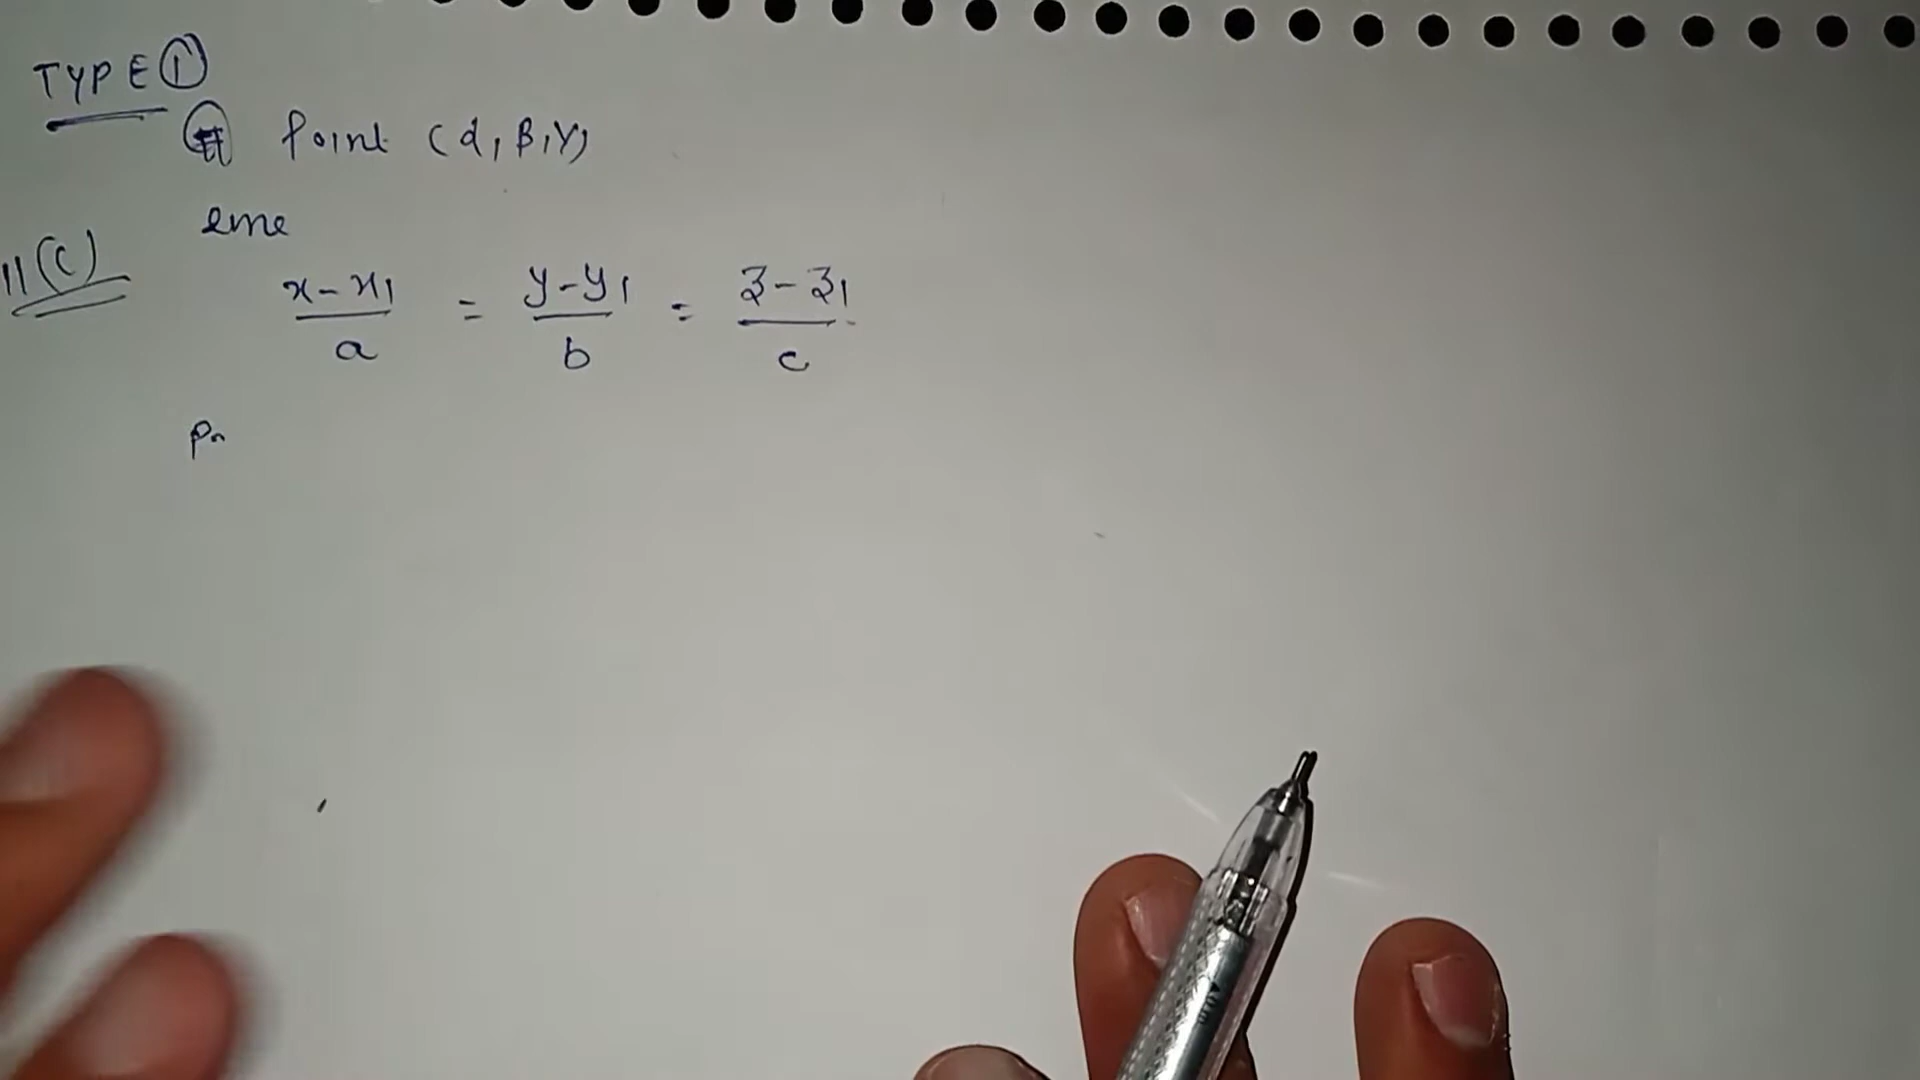 TYPE ①
Point (α, β, γ)
line
11(C)
x - x1 / a = y - y1 / b = z - z1 / c